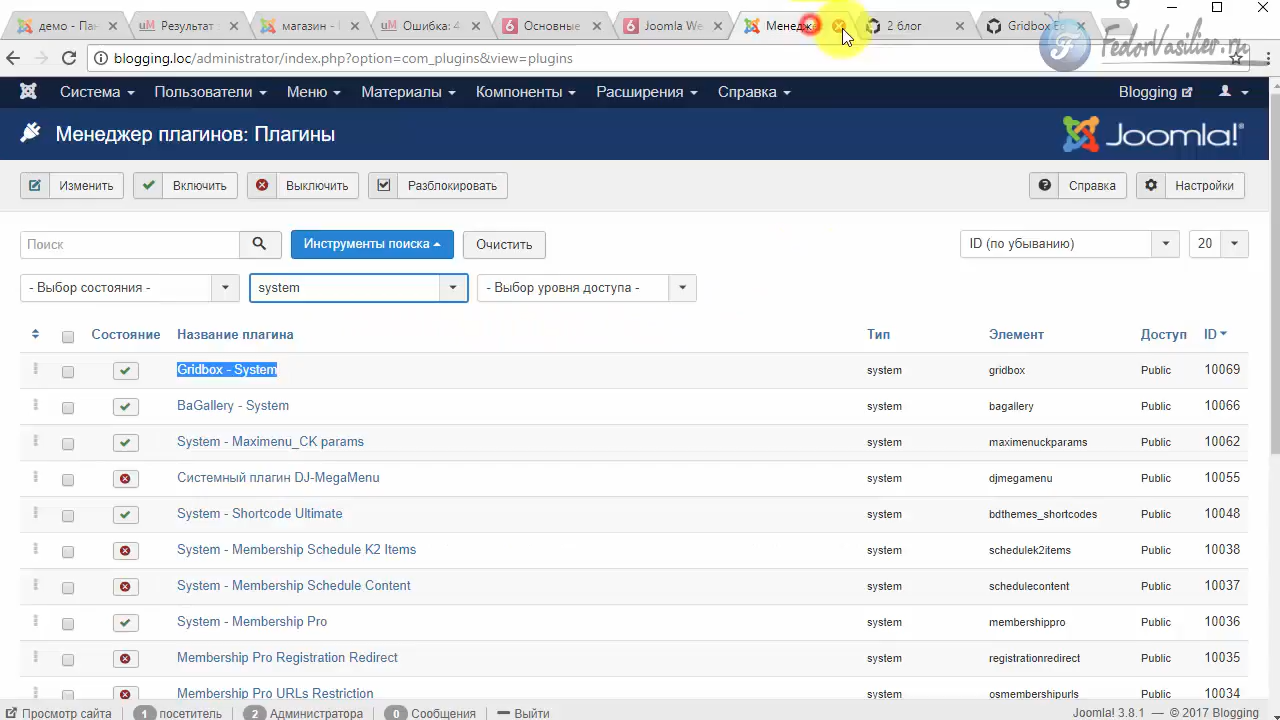 демо - Па
Результат
магазин - I
Ошибка: 4
Основные
Joomla We
Менедж
2 блог
Gridbox E
FedorVasiliev.ru
blogging.loc/administrator/index.php?option=com_plugins&view=plugins
Система Пользователи Меню Материалы Компоненты Расширения Справка Blogging
Менеджер плагинов: Плагины Joomla!
Изменить Включить Выключить Разблокировать Справка Настройки
Поиск Инструменты поиска Очистить ID (по убыванию) 20
- Выбор состояния - system - Выбор уровня доступа -
Состояние Название плагина Тип Элемент Доступ ID
Gridbox - System system gridbox Public 10069
BaGallery - System system bagallery Public 10066
System - Maximenu_CK params system maximenuckparams Public 10062
Системный плагин DJ-MegaMenu system djmegamenu Public 10055
System - Shortcode Ultimate system bdthemes_shortcodes Public 10048
System - Membership Schedule K2 Items system schedulek2items Public 10038
System - Membership Schedule Content system schedulecontent Public 10037
System - Membership Pro system membershippro Public 10036
Membership Pro Registration Redirect system registrationredirect Public 10035
Membership Pro URLs Restriction system osmembershipurls Public 10034
Просмотр сайта 1 посетитель 2 Администратора 0 Сообщения Выйти Joomla! 3.8.1 — © 2017 Blogging